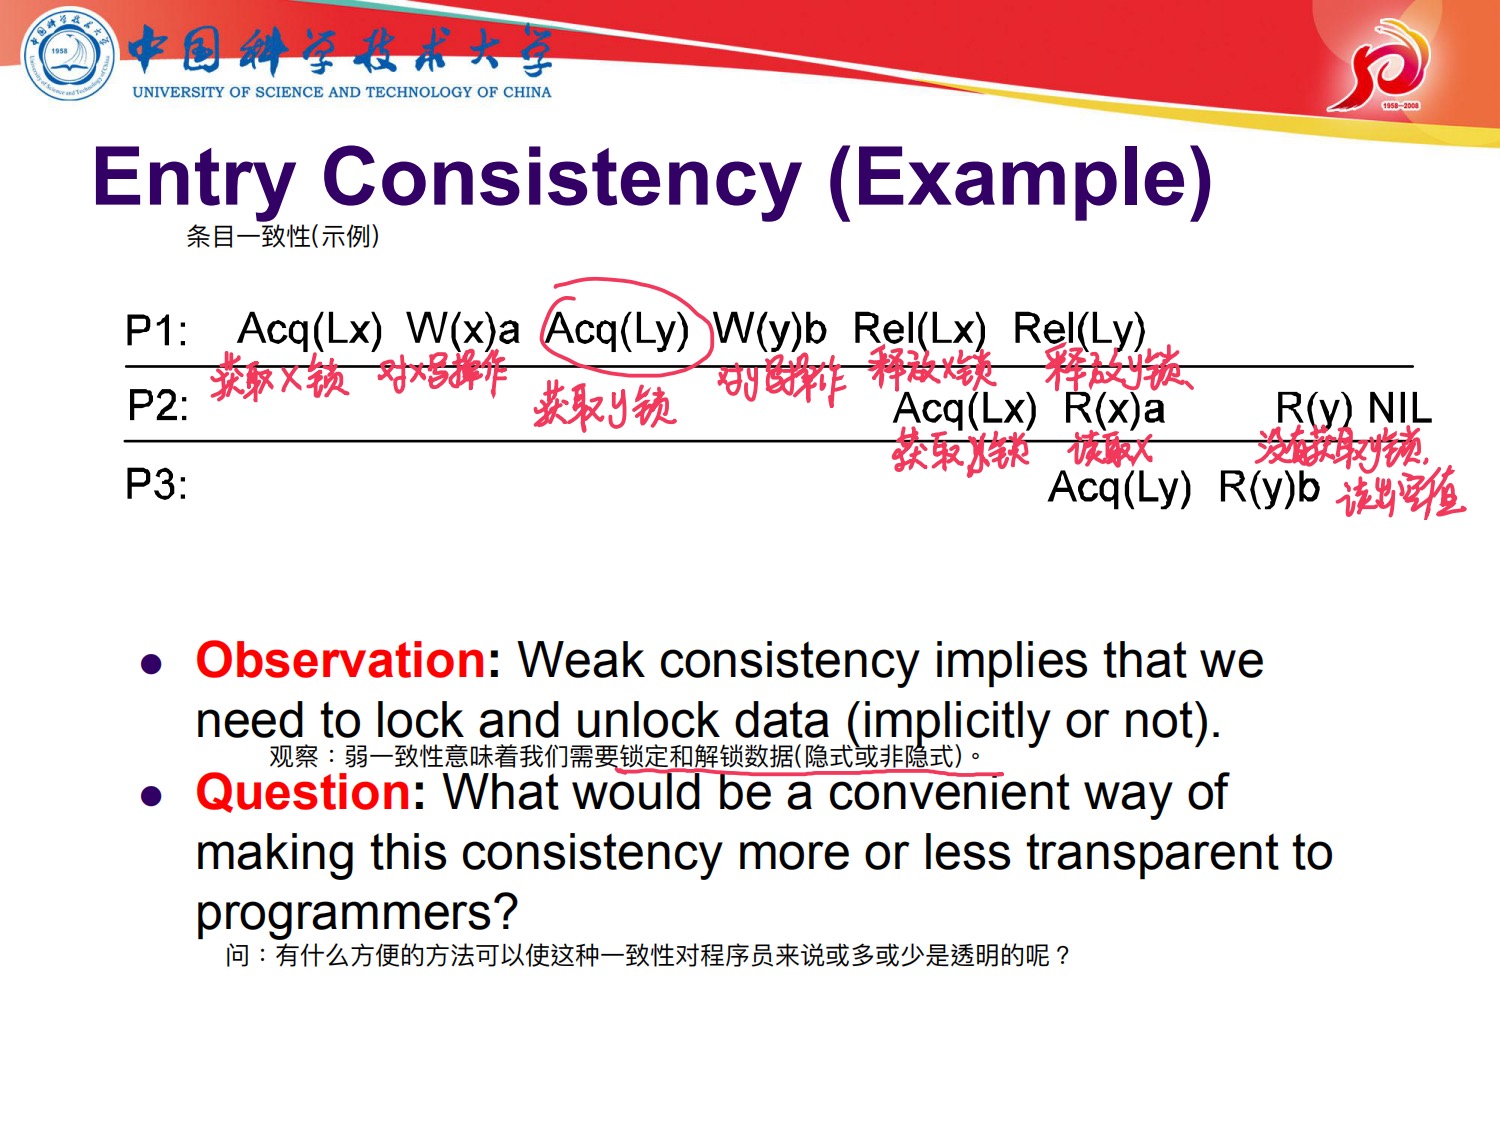 中国科学技术大学
UNIVERSITY OF SCIENCE AND TECHNOLOGY OF CHINA
1958
1958-2008
Entry Consistency (Example)
条目一致性(示例)
P1: Acq(Lx) W(x)a Acq(Ly) W(y)b Rel(Lx) Rel(Ly)
获取x锁 对x写操作 获取y锁 对y写操作 释放x锁 释放y锁
P2: Acq(Lx) R(x)a R(y) NIL
获取x锁 读取x 没有获取y锁,
读出空值
P3: Acq(Ly) R(y)b
Observation: Weak consistency implies that we
need to lock and unlock data (implicitly or not).
观察：弱一致性意味着我们需要锁定和解锁数据(隐式或非隐式)。
Question: What would be a convenient way of
making this consistency more or less transparent to
programmers?
问：有什么方便的方法可以使这种一致性对程序员来说或多或少是透明的呢？